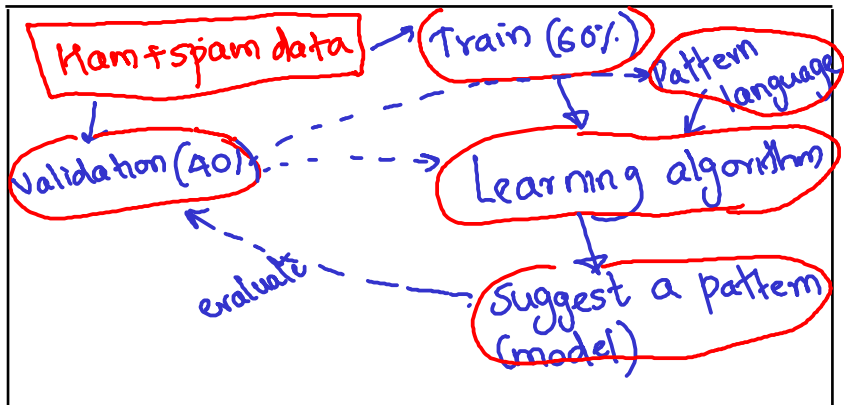 Ham + spam data
Train (60%)
Pattern
language
validation (40)
Learning algorithm
evaluate
suggest a pattern
(model)